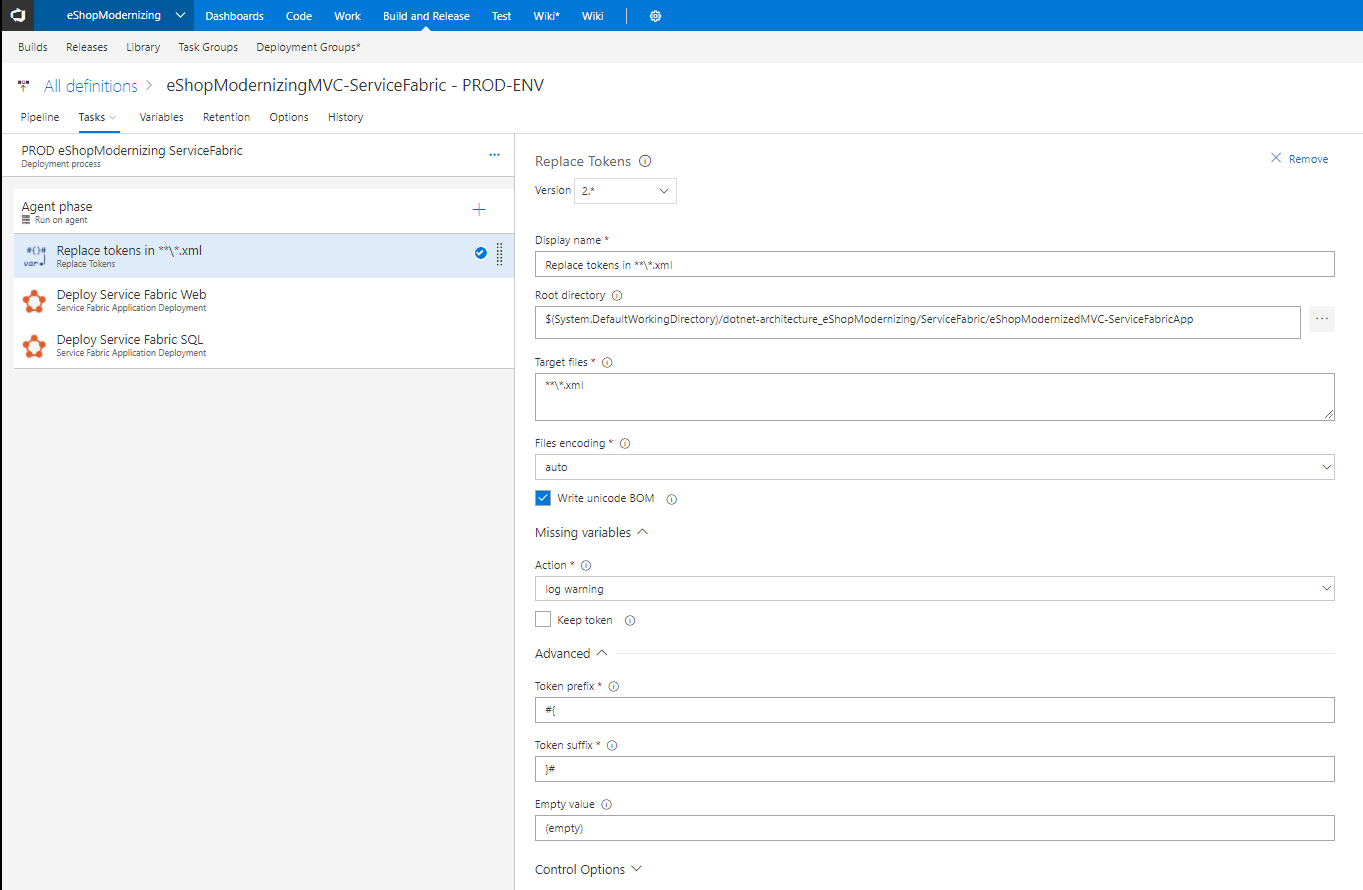 eShopModernizing Dashboards Code Work Build and Release Test Wiki* Wiki
Builds Releases Library Task Groups Deployment Groups*
All definitions > eShopModernizingMVC-ServiceFabric - PROD-ENV
Pipeline Tasks Variables Retention Options History
PROD eShopModernizing ServiceFabric
Deployment process
...
Agent phase
Run on agent
#{}#
var
Replace tokens in **\*.xml
Replace Tokens
Deploy Service Fabric Web
Service Fabric Application Deployment
Deploy Service Fabric SQL
Service Fabric Application Deployment
Replace Tokens
Remove
Version 2.*
Display name *
Replace tokens in **\*.xml
Root directory
$(System.DefaultWorkingDirectory)/dotnet-architecture_eShopModernizing/ServiceFabric/eShopModernizedMVC-ServiceFabricApp
...
Target files *
**\*.xml
Files encoding *
auto
Write unicode BOM
Missing variables
Action *
log warning
Keep token
Advanced
Token prefix *
#{
Token suffix *
}#
Empty value
(empty)
Control Options